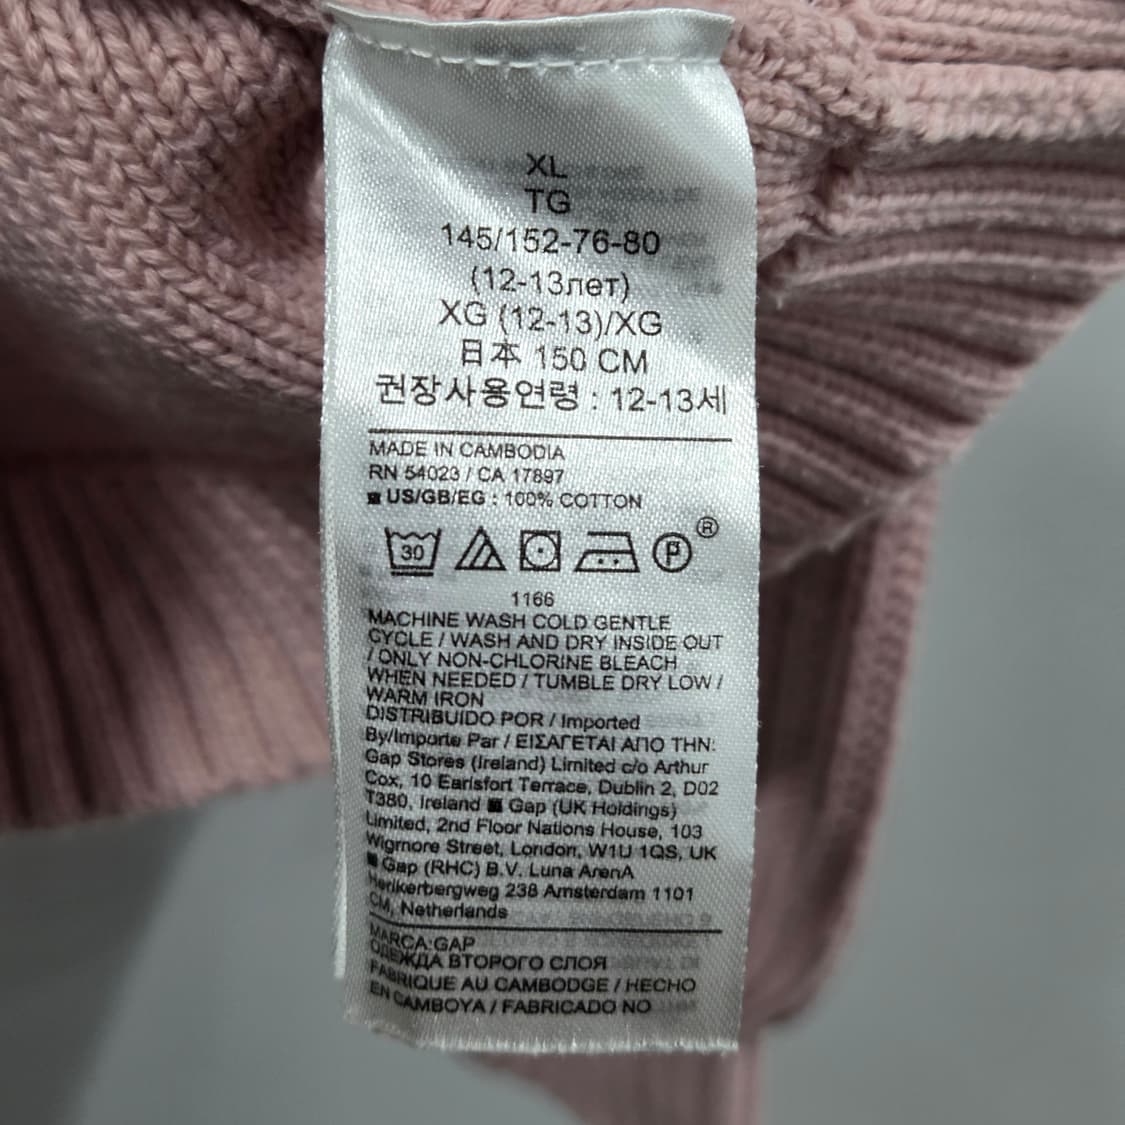 XL
TG
145/152-76-80
(12-13лет)
XG (12-13)/XG
日本 150 CM
권장사용연령 : 12-13세
MADE IN CAMBODIA
RN 54023 / CA 17897
US/GB/EG : 100% COTTON
30 P ®
1166
MACHINE WASH COLD GENTLE
CYCLE / WASH AND DRY INSIDE OUT
/ ONLY NON-CHLORINE BLEACH
WHEN NEEDED / TUMBLE DRY LOW /
WARM IRON
DISTRIBUIDO POR / Imported
By/Importe Par / ΕΙΣΑΓΕΤΑΙ ΑΠΟ ΤΗΝ:
Gap Stores (Ireland) Limited c/o Arthur
Cox, 10 Earlsfort Terrace, Dublin 2, D02
T380, Ireland ■ Gap (UK Holdings)
Limited, 2nd Floor Nations House, 103
Wigmore Street, London, W1U 1QS, UK
■ Gap (RHC) B.V. Luna ArenA
Herikerbergweg 238 Amsterdam 1101
CM, Netherlands
MARCA:GAP
ОДЕЖДА ВТОРОГО СЛОЯ
FABRIQUE AU CAMBODGE / HECHO
EN CAMBOYA / FABRICADO NO